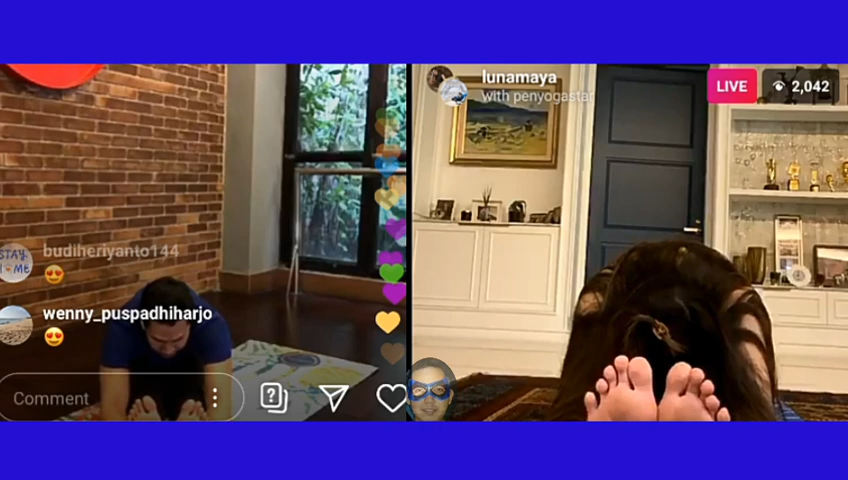 lunamaya
with penyogastar
LIVE
2,042
STAY
HOME
budiheriyanto144
😍
wenny_puspadhiharjo
😍
Comment